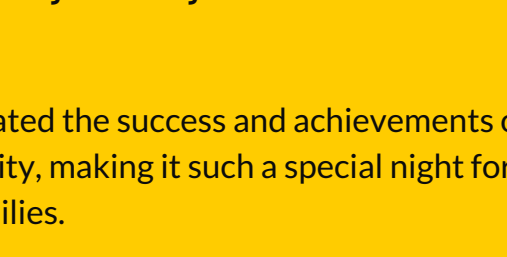 ated the success and achievements
ity, making it such a special night for
ilies.